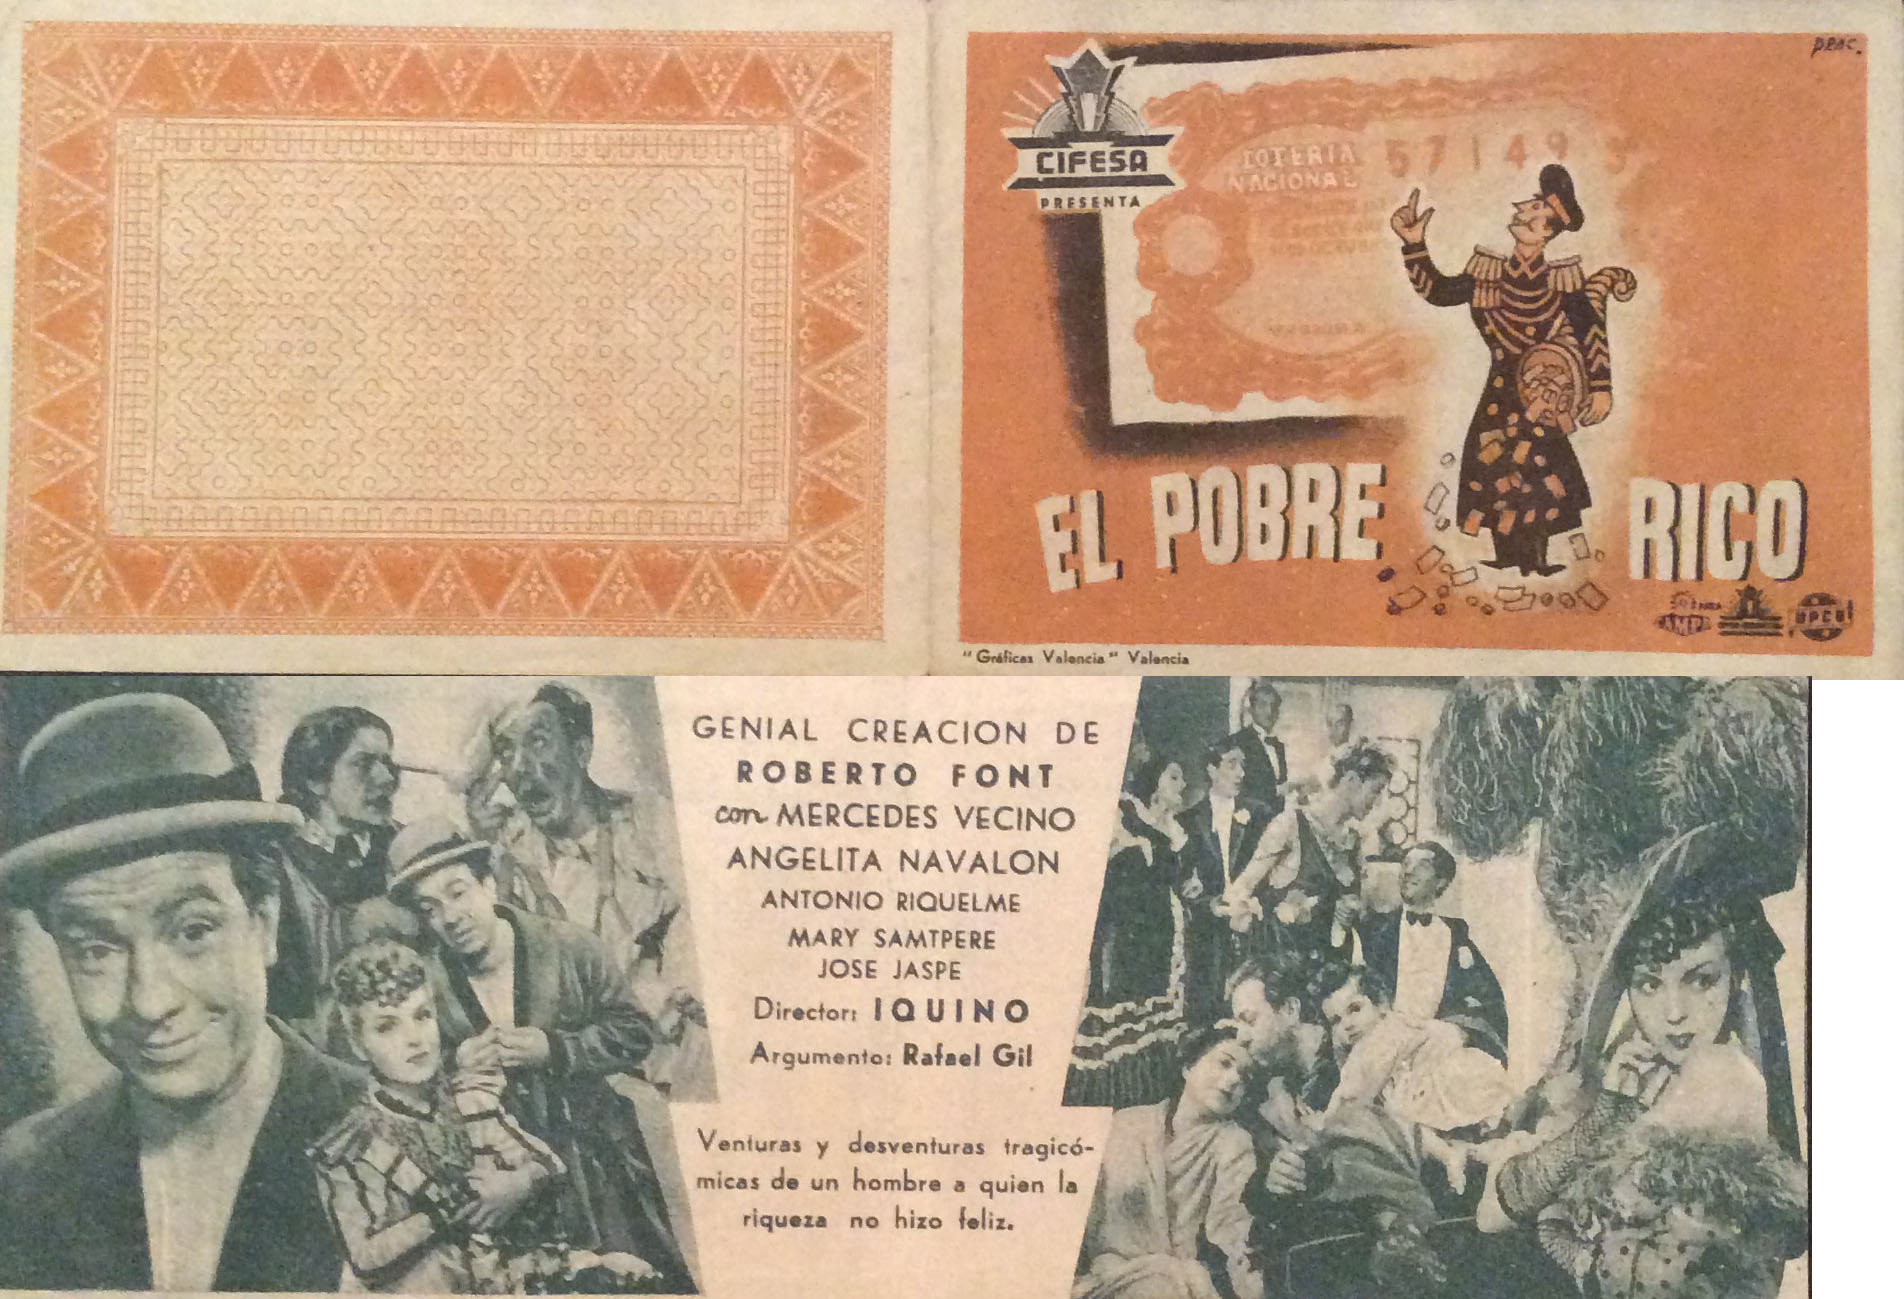 PRAC.
CIFESA
PRESENTA
LOTERIA
NACIONAL
57149
EL POBRE RICO
"Gráficas Valencia" Valencia
GENIAL CREACION DE
ROBERTO FONT
con MERCEDES VECINO
ANGELITA NAVALON
ANTONIO RIQUELME
MARY SAMTPERE
JOSE JASPE
Director: IQUINO
Argumento: Rafael Gil
Venturas y desventuras tragicó-
micas de un hombre a quien la
riqueza no hizo feliz.